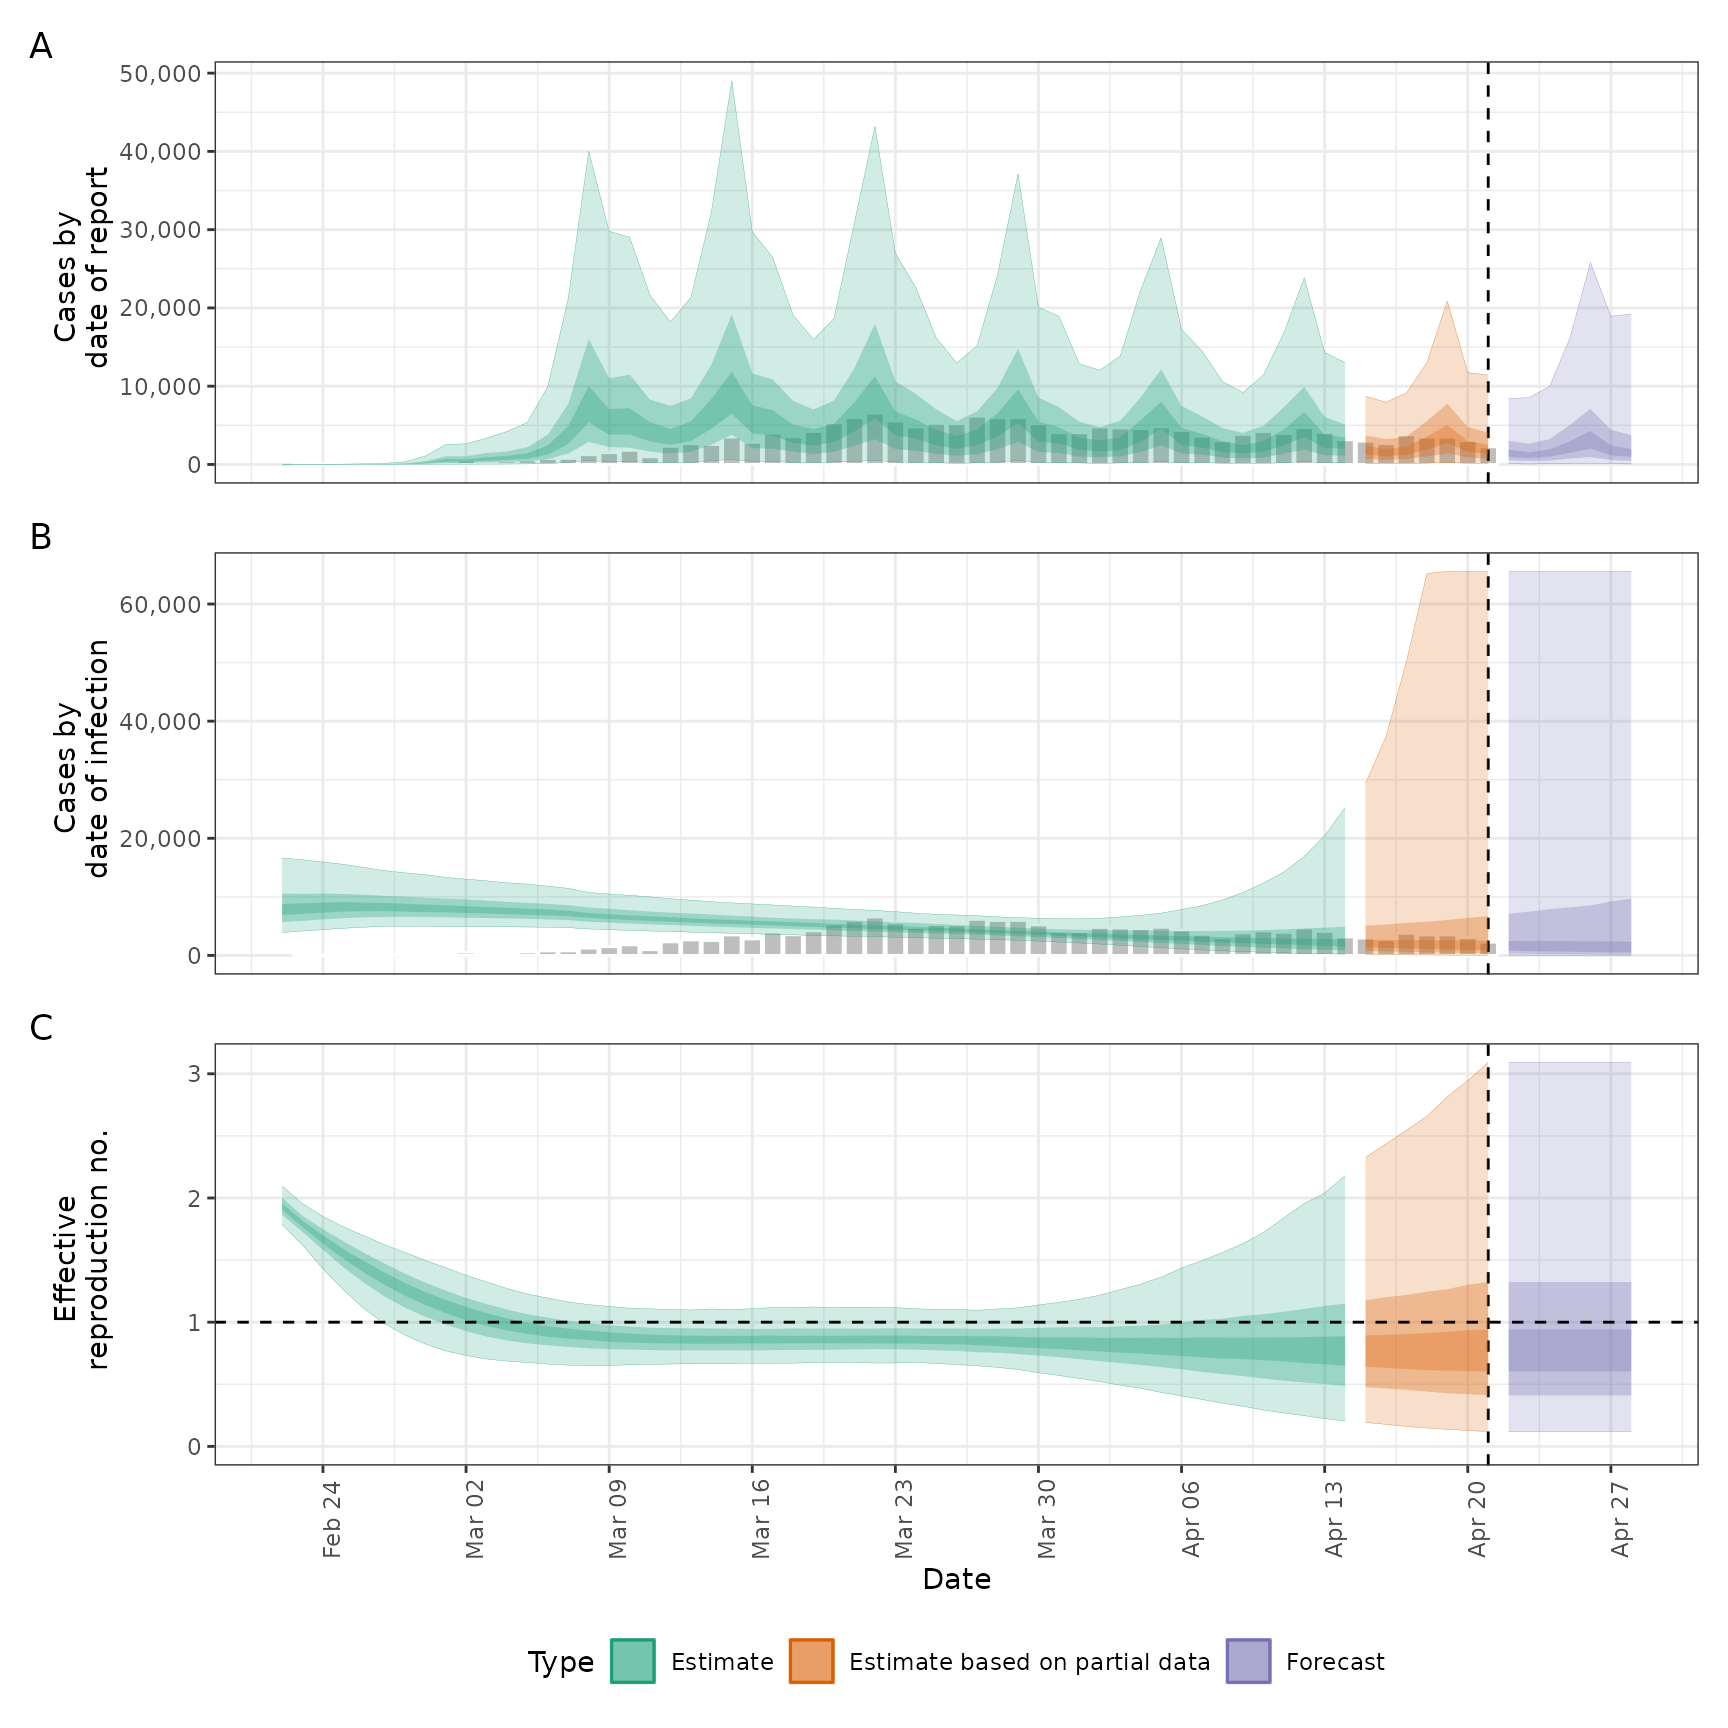 A
50,000
40,000
30,000
20,000
10,000
0
Cases by
date of report
B
60,000
40,000
20,000
0
Cases by
date of infection
C
3
2
1
0
Effective
reproduction no.
Feb 24
Mar 02
Mar 09
Mar 16
Mar 23
Mar 30
Apr 06
Apr 13
Apr 20
Apr 27
Date
Type Estimate Estimate based on partial data Forecast